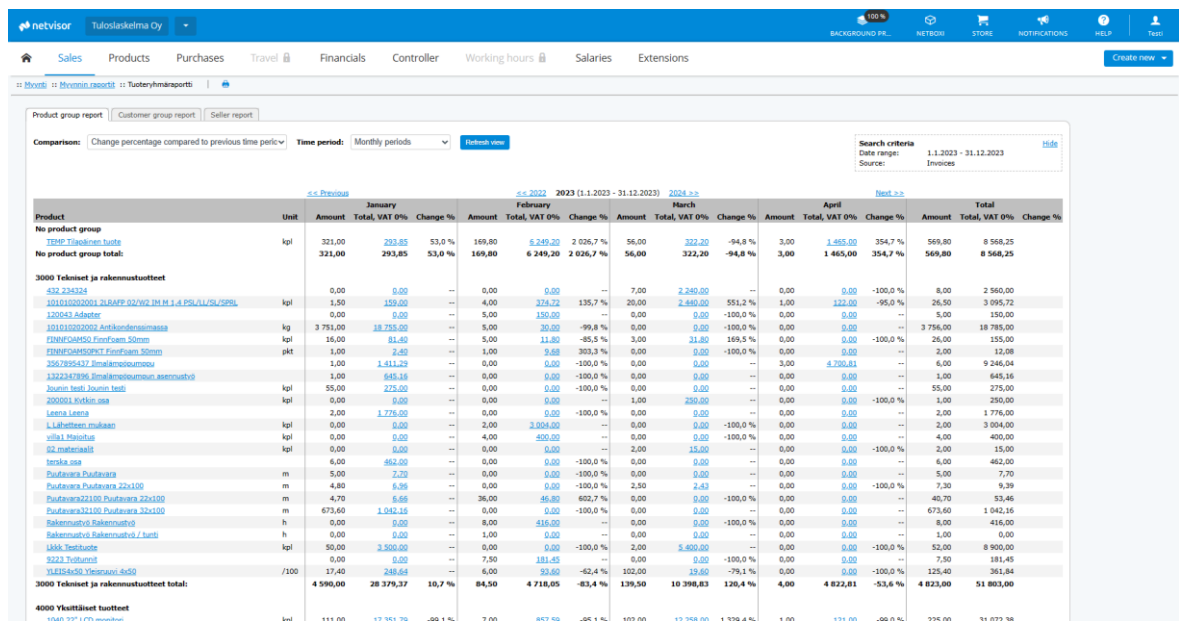 netvisor Tuloslaskelma Oy 100 % BACKGROUND PR... NETBOXI STORE NOTIFICATIONS HELP Testi
Sales Products Purchases Travel Financials Controller Working hours Salaries Extensions Create new
:: Myynti :: Myynnin raportit :: Tuoteryhmäraportti
Product group report Customer group report Seller report
Comparison: Change percentage compared to previous time peric Time period: Monthly periods Refresh view
Search criteria Hide
Date range: 1.1.2023 - 31.12.2023
Source: Invoices
<< Previous << 2022 2023 (1.1.2023 - 31.12.2023) 2024 >> Next >>
January February March April Total
Product Unit Amount Total, VAT 0% Change % Amount Total, VAT 0% Change % Amount Total, VAT 0% Change % Amount Total, VAT 0% Change % Amount Total, VAT 0% Change %
No product group
TEMP Tilapäinen tuote kpl 321,00 293,85 53,0 % 169,80 6 249,20 2 026,7 % 56,00 322,20 -94,8 % 3,00 1 465,00 354,7 % 569,80 8 568,25
No product group total: 321,00 293,85 53,0 % 169,80 6 249,20 2 026,7 % 56,00 322,20 -94,8 % 3,00 1 465,00 354,7 % 569,80 8 568,25
3000 Tekniset ja rakennustuotteet
432 234324 0,00 0,00 -- 0,00 0,00 -- 7,00 2 240,00 -- 0,00 0,00 -100,0 % 8,00 2 560,00
101010202001 2LRAFP 02/W2 IM M 1,4 PSL/LL/SL/SPRL kpl 1,50 159,00 -- 4,00 374,72 135,7 % 20,00 2 440,00 551,2 % 1,00 122,00 -95,0 % 26,50 3 095,72
120043 Adapter 0,00 0,00 -- 5,00 150,00 -- 0,00 0,00 -100,0 % 0,00 0,00 -- 5,00 150,00
101010202002 Antikondenssimassa kg 3 751,00 18 755,00 -- 5,00 30,00 -99,8 % 0,00 0,00 -100,0 % 0,00 0,00 -- 3 756,00 18 785,00
FINNFOAM50 FinnFoam 50mm kpl 16,00 81,40 -- 5,00 11,80 -85,5 % 3,00 31,80 169,5 % 0,00 0,00 -100,0 % 26,00 155,00
FINNFOAM50PKT FinnFoam 50mm pkt 1,00 2,40 -- 1,00 9,68 303,3 % 0,00 0,00 -100,0 % 0,00 0,00 -- 2,00 12,08
3567895437 Ilmalämpöpumppu 1,00 1 411,29 -- 0,00 0,00 -100,0 % 0,00 0,00 -- 3,00 4 700,81 -- 6,00 9 246,04
1322347896 Ilmalämpöpumpun asennustyö 1,00 645,16 -- 0,00 0,00 -100,0 % 0,00 0,00 -- 0,00 0,00 -- 1,00 645,16
Jounin testi Jounin testi kpl 55,00 275,00 -- 0,00 0,00 -100,0 % 0,00 0,00 -- 0,00 0,00 -- 55,00 275,00
200001 Kytkin osa kpl 0,00 0,00 -- 0,00 0,00 -- 1,00 250,00 -- 0,00 0,00 -100,0 % 1,00 250,00
Leena Leena 2,00 1 776,00 -- 0,00 0,00 -100,0 % 0,00 0,00 -- 0,00 0,00 -- 2,00 1 776,00
L Lähetteen mukaan kpl 0,00 0,00 -- 2,00 3 004,00 -- 0,00 0,00 -100,0 % 0,00 0,00 -- 2,00 3 004,00
villa1 Majoitus kpl 0,00 0,00 -- 4,00 400,00 -- 0,00 0,00 -100,0 % 0,00 0,00 -- 4,00 400,00
02 materiaalit kpl 0,00 0,00 -- 0,00 0,00 -- 2,00 15,00 -- 0,00 0,00 -100,0 % 2,00 15,00
terska osa 6,00 462,00 -- 0,00 0,00 -100,0 % 0,00 0,00 -- 0,00 0,00 -- 6,00 462,00
Puutavara Puutavara m 5,00 7,70 -- 0,00 0,00 -100,0 % 0,00 0,00 -- 0,00 0,00 -- 5,00 7,70
Puutavara Puutavara 22x100 m 4,80 6,96 -- 0,00 0,00 -100,0 % 2,50 2,43 -- 0,00 0,00 -100,0 % 7,30 9,39
Puutavara22100 Puutavara 22x100 m 4,70 6,66 -- 36,00 46,80 602,7 % 0,00 0,00 -100,0 % 0,00 0,00 -- 40,70 53,46
Puutavara32100 Puutavara 32x100 m 673,60 1 042,16 -- 0,00 0,00 -100,0 % 0,00 0,00 -- 0,00 0,00 -- 673,60 1 042,16
Rakennustyö Rakennustyö h 0,00 0,00 -- 8,00 416,00 -- 0,00 0,00 -100,0 % 0,00 0,00 -- 8,00 416,00
Rakennustyö Rakennustyö / tunti h 0,00 0,00 -- 1,00 0,00 -- 0,00 0,00 -- 0,00 0,00 -- 1,00 0,00
Lkkk Testituote kpl 50,00 3 500,00 -- 0,00 0,00 -100,0 % 2,00 5 400,00 -- 0,00 0,00 -100,0 % 52,00 8 900,00
9223 Työtunnit 0,00 0,00 -- 7,50 181,45 -- 0,00 0,00 -100,0 % 0,00 0,00 -- 7,50 181,45
YLEIS4x50 Yleisruuvi 4x50 /100 17,40 248,64 -- 6,00 93,60 -62,4 % 102,00 19,60 -79,1 % 0,00 0,00 -100,0 % 125,40 361,84
3000 Tekniset ja rakennustuotteet total: 4 590,00 28 379,37 10,7 % 84,50 4 718,05 -83,4 % 139,50 10 398,83 120,4 % 4,00 4 822,81 -53,6 % 4 823,00 51 803,00
4000 Yksittäiset tuotteet
1040 22" LCD monitori kpl 111,00 17 351,79 -99,1 % 7,00 857,59 -95,1 % 102,00 12 258,00 1 329,4 % 1,00 121,00 -99,0 % 225,00 31 072,38